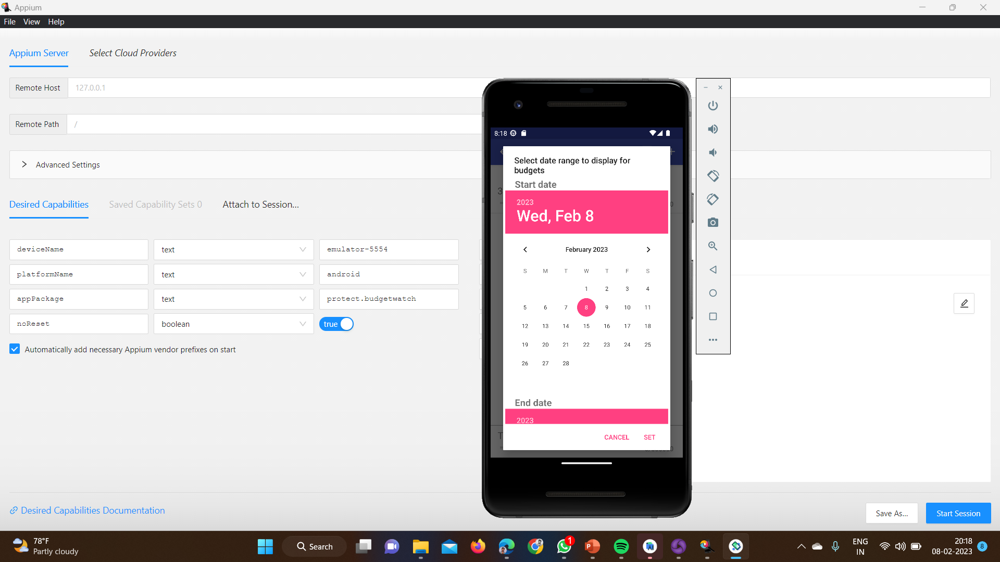 Appium
File View Help
Appium Server Select Cloud Providers
Remote Host 127.0.0.1
Remote Path /
Advanced Settings
Desired Capabilities Saved Capability Sets 0 Attach to Session...
deviceName text emulator-5554
platformName text android
appPackage text protect.budgetwatch
noReset boolean true
Automatically add necessary Appium vendor prefixes on start
8:18
Select date range to display for
budgets
Start date
2023
Wed, Feb 8
February 2023
S M T W T F S
1 2 3 4
5 6 7 8 9 10 11
12 13 14 15 16 17 18
19 20 21 22 23 24 25
26 27 28
End date
2023
CANCEL SET
Desired Capabilities Documentation
Save As... Start Session
78°F
Partly cloudy
Search
1
ENG
IN
20:18
08-02-2023
8